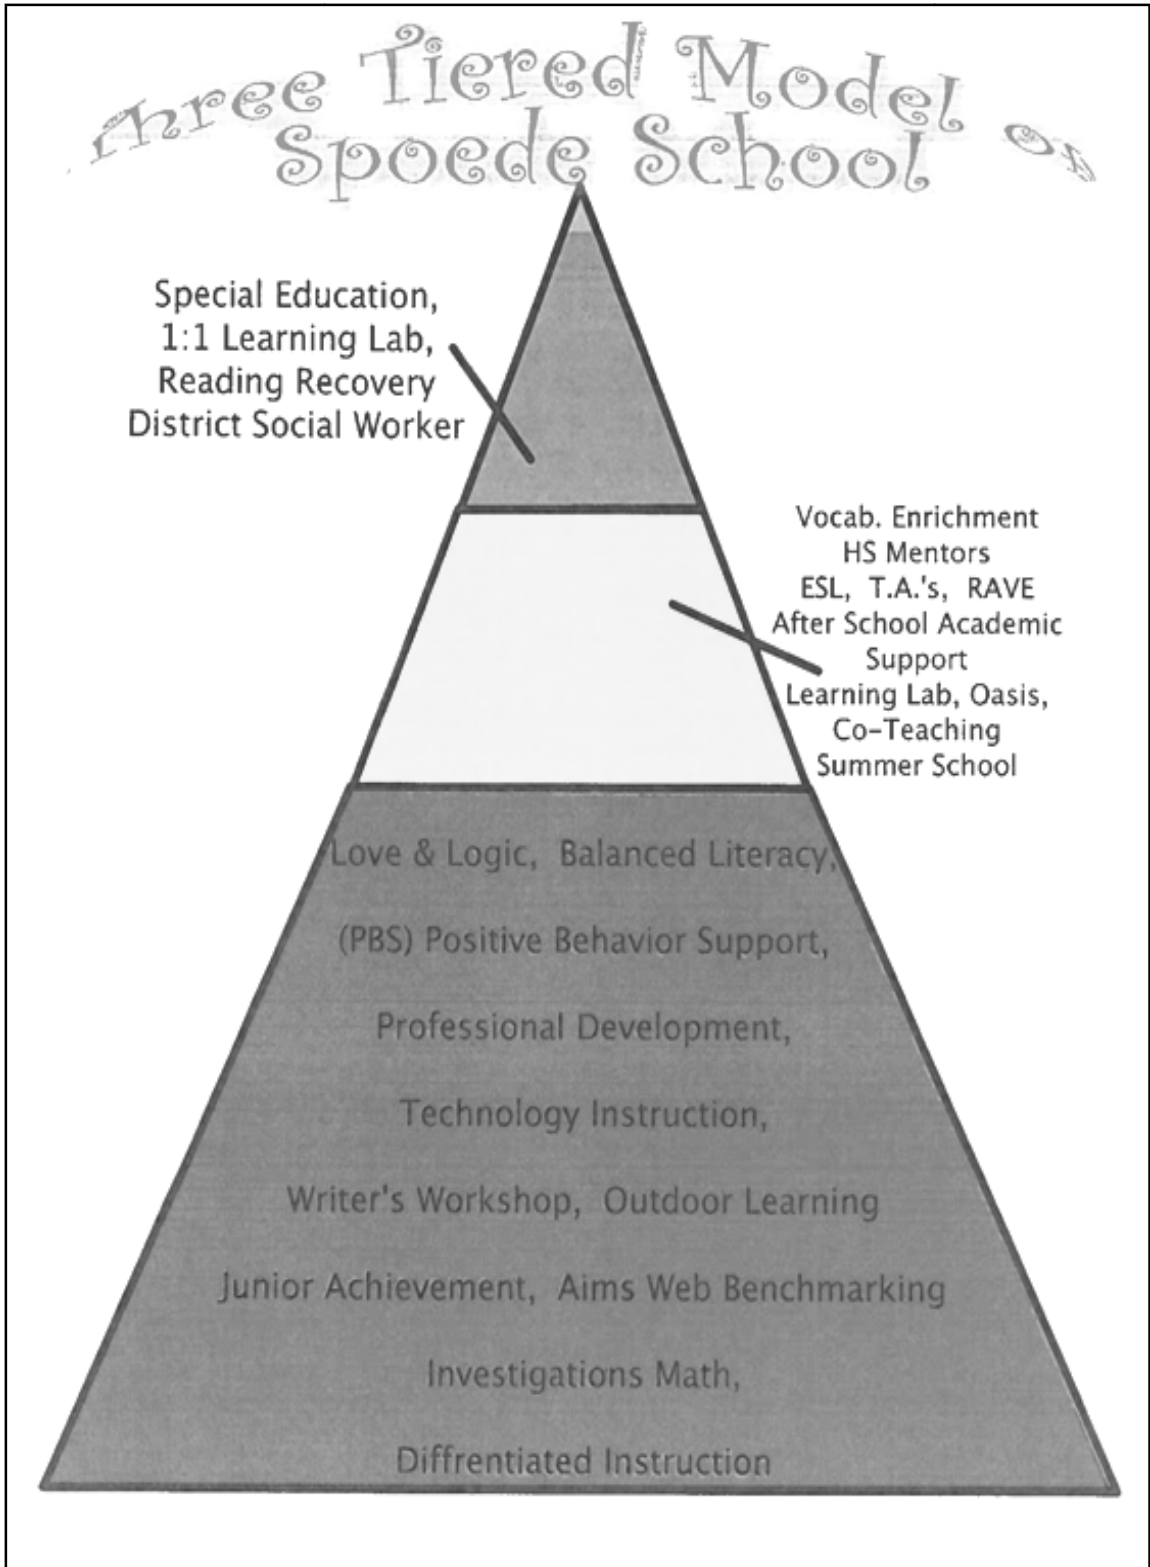 Three Tiered Model of
Spoede School
Special Education,
1:1 Learning Lab,
Reading Recovery
District Social Worker
Vocab. Enrichment
HS Mentors
ESL, T.A.'s, RAVE
After School Academic
Support
Learning Lab, Oasis,
Co-Teaching
Summer School
Love & Logic, Balanced Literacy,
(PBS) Positive Behavior Support,
Professional Development,
Technology Instruction,
Writer's Workshop, Outdoor Learning
Junior Achievement, Aims Web Benchmarking
Investigations Math,
Diffrentiated Instruction